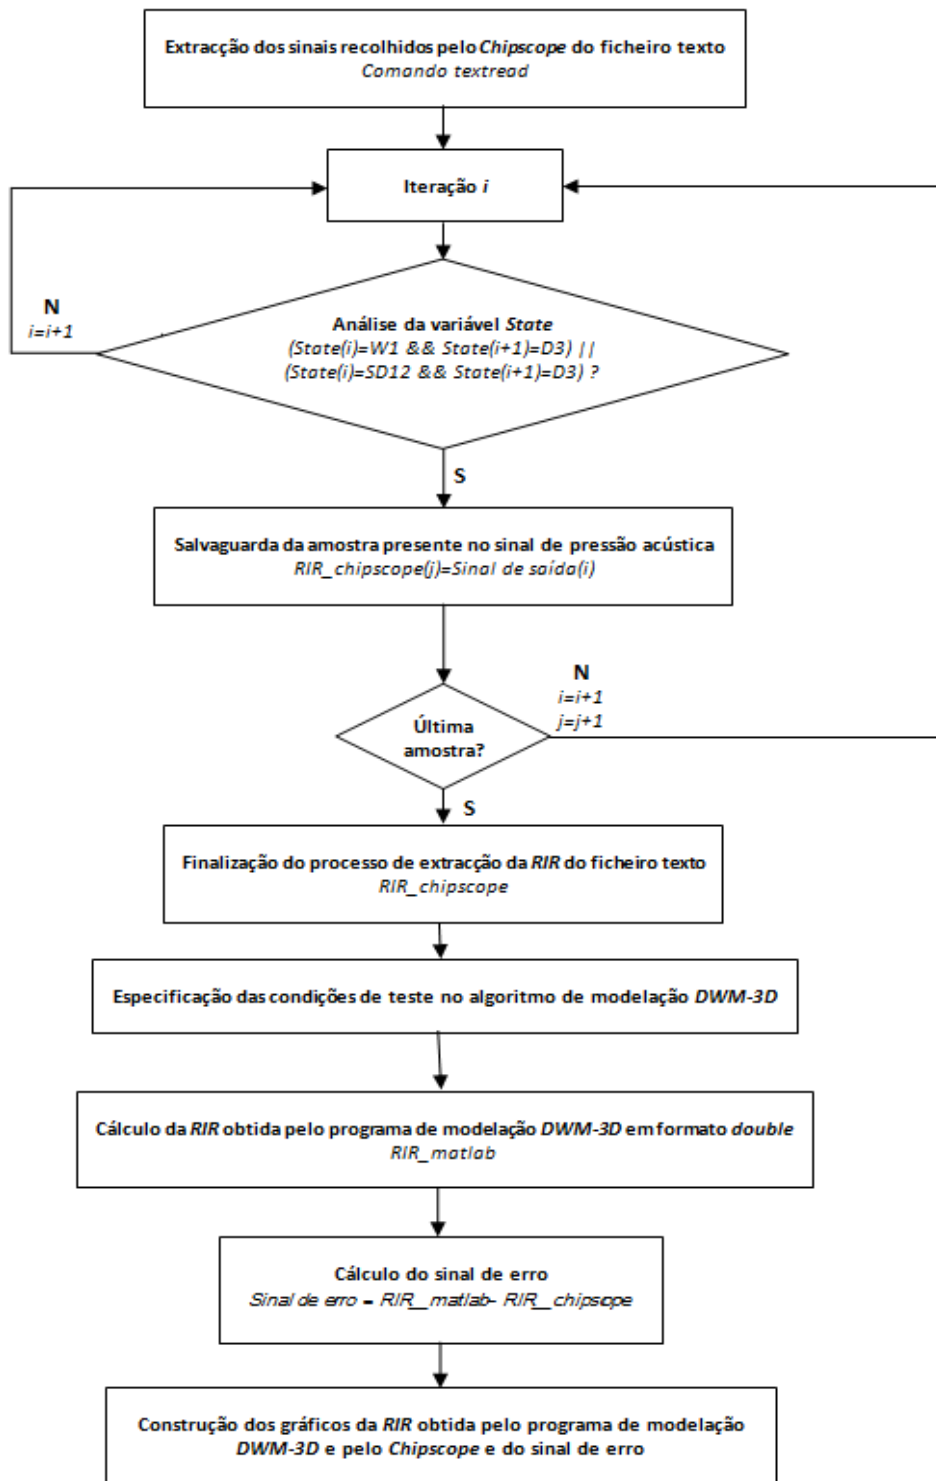 Extracção dos sinais recolhidos pelo Chipscope do ficheiro texto
Comando textread
Iteração i
N
i=i+1
Análise da variável State
(State(i)=W1 && State(i+1)=D3) ||
(State(i)=SD12 && State(i+1)=D3) ?
S
Salvaguarda da amostra presente no sinal de pressão acústica
RIR_chipscope(j)=Sinal de saída(i)
N
i=i+1
j=j+1
Última
amostra?
S
Finalização do processo de extracção da RIR do ficheiro texto
RIR_chipscope
Especificação das condições de teste no algoritmo de modelação DWM-3D
Cálculo da RIR obtida pelo programa de modelação DWM-3D em formato double
RIR_matlab
Cálculo do sinal de erro
Sinal de erro = RIR__matlab- RIR__chipscope
Construção dos gráficos da RIR obtida pelo programa de modelação
DWM-3D e pelo Chipscope e do sinal de erro